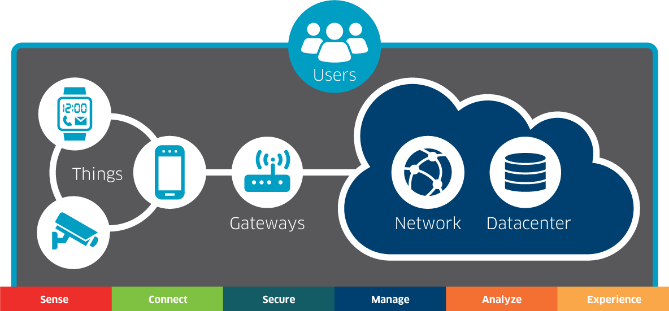 Users
12:00
Things
Gateways
Network
Datacenter
Sense
Connect
Secure
Manage
Analyze
Experience